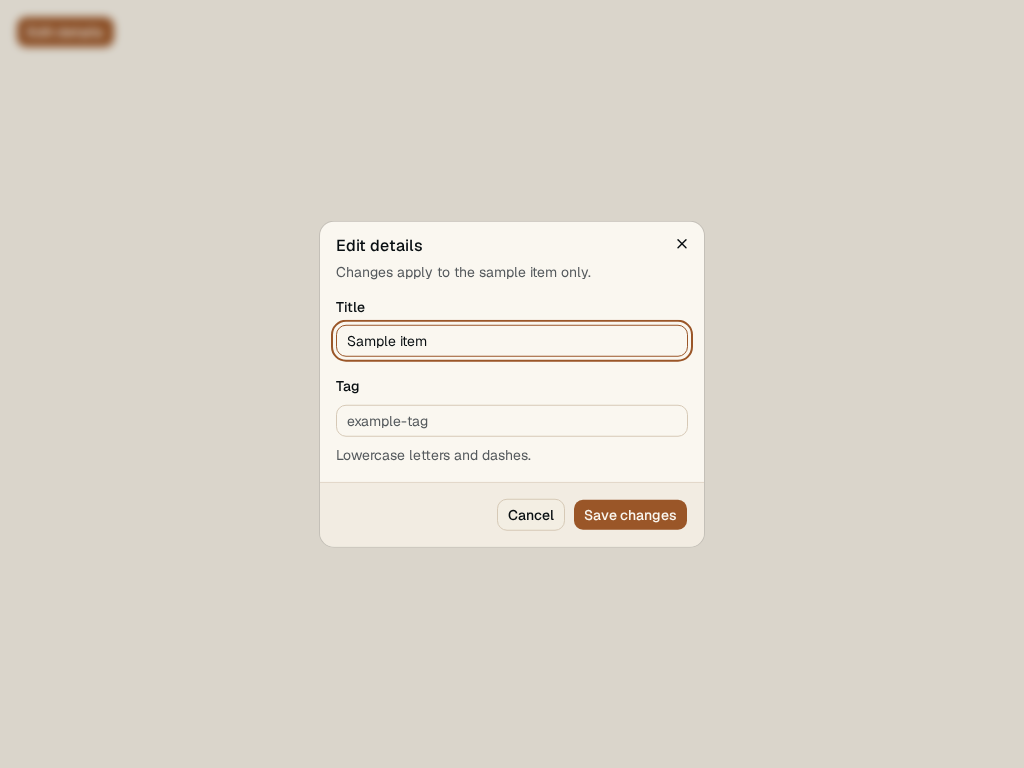 Edit details
Changes apply to the sample item only.
Title
Sample item
Tag
example-tag
Lowercase letters and dashes.
Cancel
Save changes